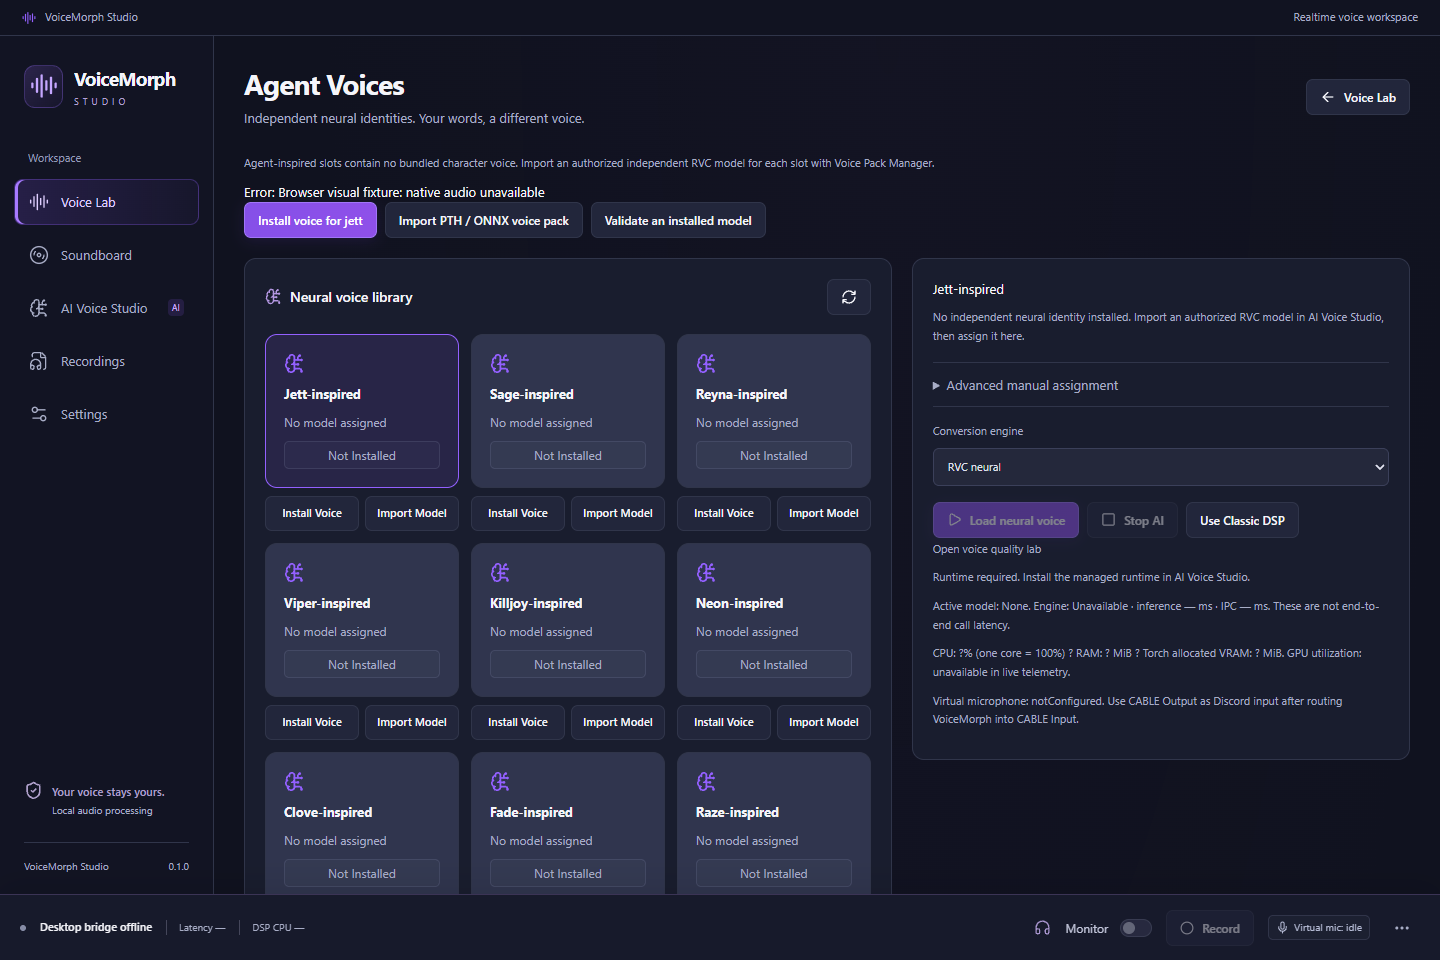 VoiceMorph Studio
Realtime voice workspace
VoiceMorph
STUDIO
Workspace
Voice Lab
Soundboard
AI Voice Studio AI
Recordings
Settings
Your voice stays yours.
Local audio processing
VoiceMorph Studio 0.1.0
Agent Voices
Independent neural identities. Your words, a different voice.
Voice Lab
Agent-inspired slots contain no bundled character voice. Import an authorized independent RVC model for each slot with Voice Pack Manager.
Error: Browser visual fixture: native audio unavailable
Install voice for jett
Import PTH / ONNX voice pack
Validate an installed model
Neural voice library
Jett-inspired
No model assigned
Not Installed
Sage-inspired
No model assigned
Not Installed
Reyna-inspired
No model assigned
Not Installed
Install Voice
Import Model
Install Voice
Import Model
Install Voice
Import Model
Viper-inspired
No model assigned
Not Installed
Killjoy-inspired
No model assigned
Not Installed
Neon-inspired
No model assigned
Not Installed
Install Voice
Import Model
Install Voice
Import Model
Install Voice
Import Model
Clove-inspired
No model assigned
Not Installed
Fade-inspired
No model assigned
Not Installed
Raze-inspired
No model assigned
Not Installed
Jett-inspired
No independent neural identity installed. Import an authorized RVC model in AI Voice Studio,
then assign it here.
Advanced manual assignment
Conversion engine
RVC neural
Load neural voice
Stop AI
Use Classic DSP
Open voice quality lab
Runtime required. Install the managed runtime in AI Voice Studio.
Active model: None. Engine: Unavailable · inference — ms · IPC — ms. These are not end-to-
end call latency.
CPU: ?% (one core = 100%) ? RAM: ? MiB ? Torch allocated VRAM: ? MiB. GPU utilization:
unavailable in live telemetry.
Virtual microphone: notConfigured. Use CABLE Output as Discord input after routing
VoiceMorph into CABLE Input.
Desktop bridge offline
Latency —
DSP CPU —
Monitor
Record
Virtual mic: idle